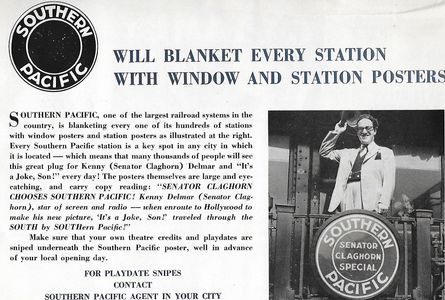 SOUTHERN
PACIFIC
WILL BLANKET EVERY STATION
WITH WINDOW AND STATION POSTERS
SOUTHERN PACIFIC, one of the largest railroad systems in the
country, is blanketing every one of its hundreds of stations
with window posters and station posters as illustrated at the right.
Every Southern Pacific station is a key spot in any city in which
it is located — which means that many thousands of people will see
this great plug for Kenny (Senator Claghorn) Delmar and "It's
a Joke, Son!" every day! The posters themselves are large and eye-
catching, and carry copy reading: "SENATOR CLAGHORN
CHOOSES SOUTHERN PACIFIC! Kenny Delmar (Senator Clag-
horn), star of screen and radio — when enroute to Hollywood to
make his new picture, 'It's a Joke, Son!' traveled through the
SOUTH by SOUTHern Pacific!"
Make sure that your own theatre credits and playdates are
sniped underneath the Southern Pacific poster, well in advance
of your local opening day.
FOR PLAYDATE SNIPES
CONTACT
SOUTHERN PACIFIC AGENT IN YOUR CITY
SOUTHERN
SENATOR
CLAGHORN
SPECIAL
PACIFIC